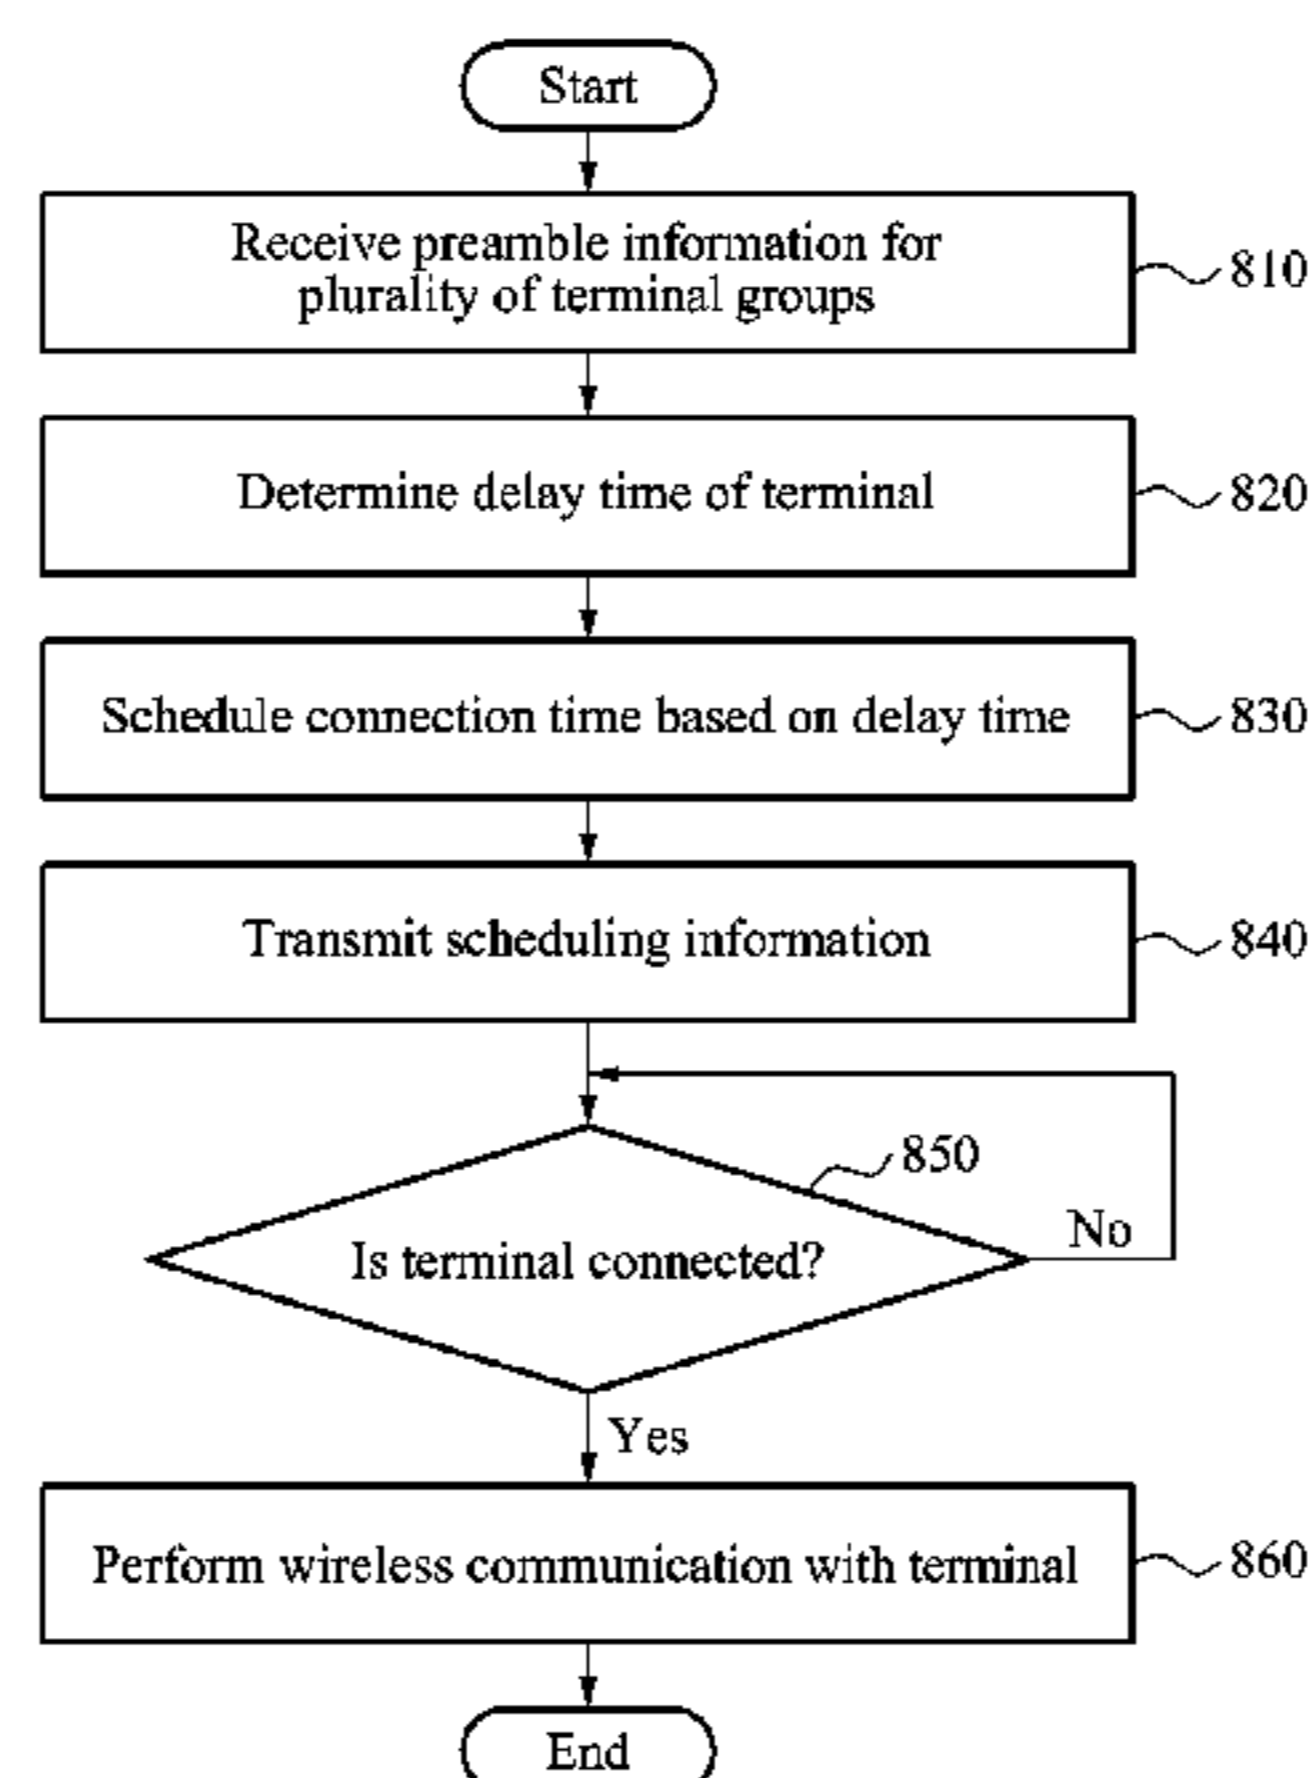 Start
Receive preamble information for
plurality of terminal groups
810
Determine delay time of terminal
820
Schedule connection time based on delay time
830
Transmit scheduling information
840
850
Is terminal connected?
No
Yes
Perform wireless communication with terminal
860
End